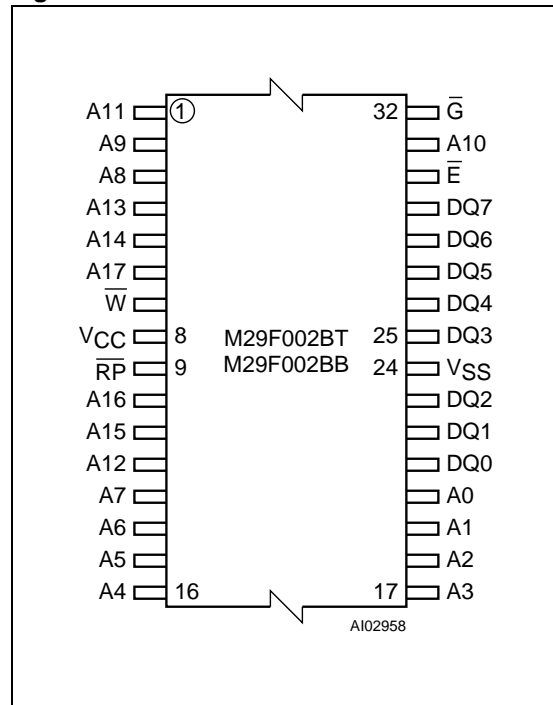 A11 1 32 G̅
A9 A10
A8 E̅
A13 DQ7
A14 DQ6
A17 DQ5
W̅ DQ4
VCC 8 M29F002BT 25 DQ3
R̅P̅ 9 M29F002BB 24 VSS
A16 DQ2
A15 DQ1
A12 DQ0
A7 A0
A6 A1
A5 A2
A4 16 17 A3
AI02958